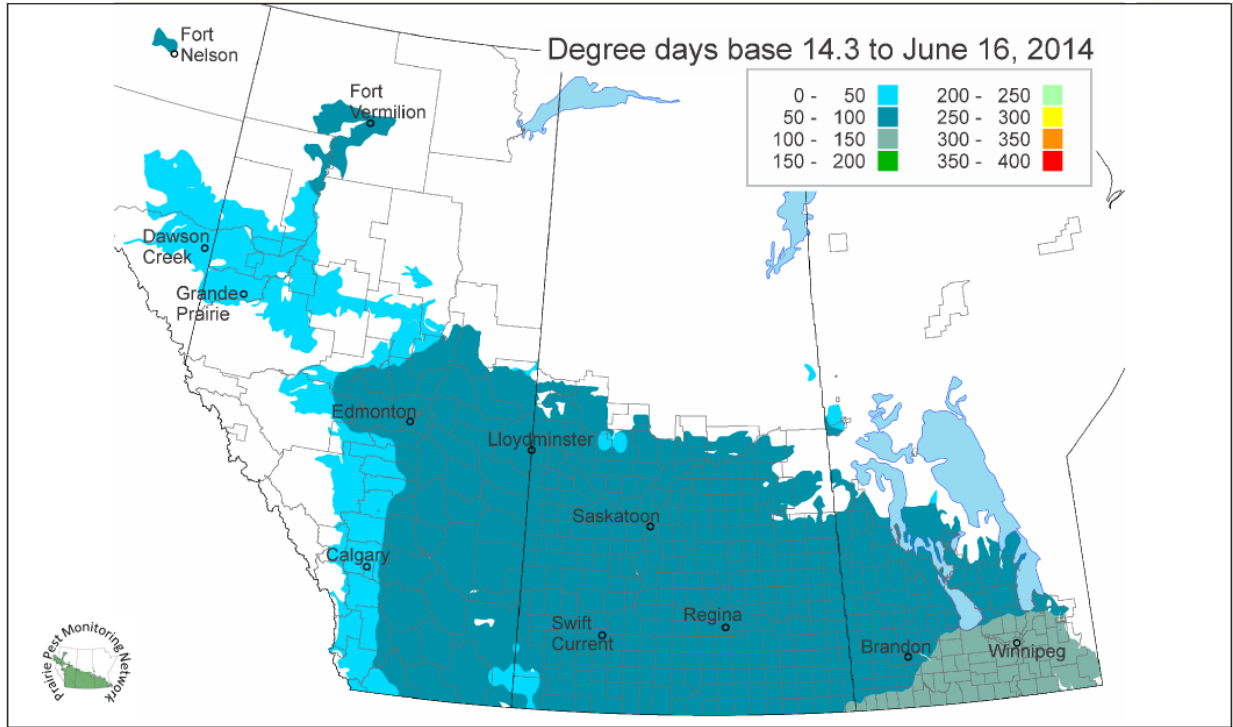 Degree days base 14.3 to June 16, 2014
0 - 50
50 - 100
100 - 150
150 - 200
200 - 250
250 - 300
300 - 350
350 - 400
Fort
Nelson
Fort
Vermilion
Dawson
Creek
Grande
Prairie
Edmonton
Lloydminster
Saskatoon
Calgary
Swift
Current
Regina
Brandon
Winnipeg
Prairie Pest Monitoring Network